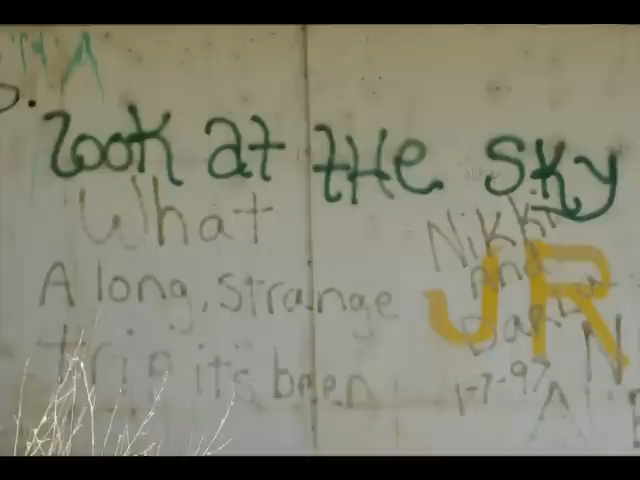 look at the sky
What
A long, strange
trip it's been
Nikki
and
JR
1-7-97